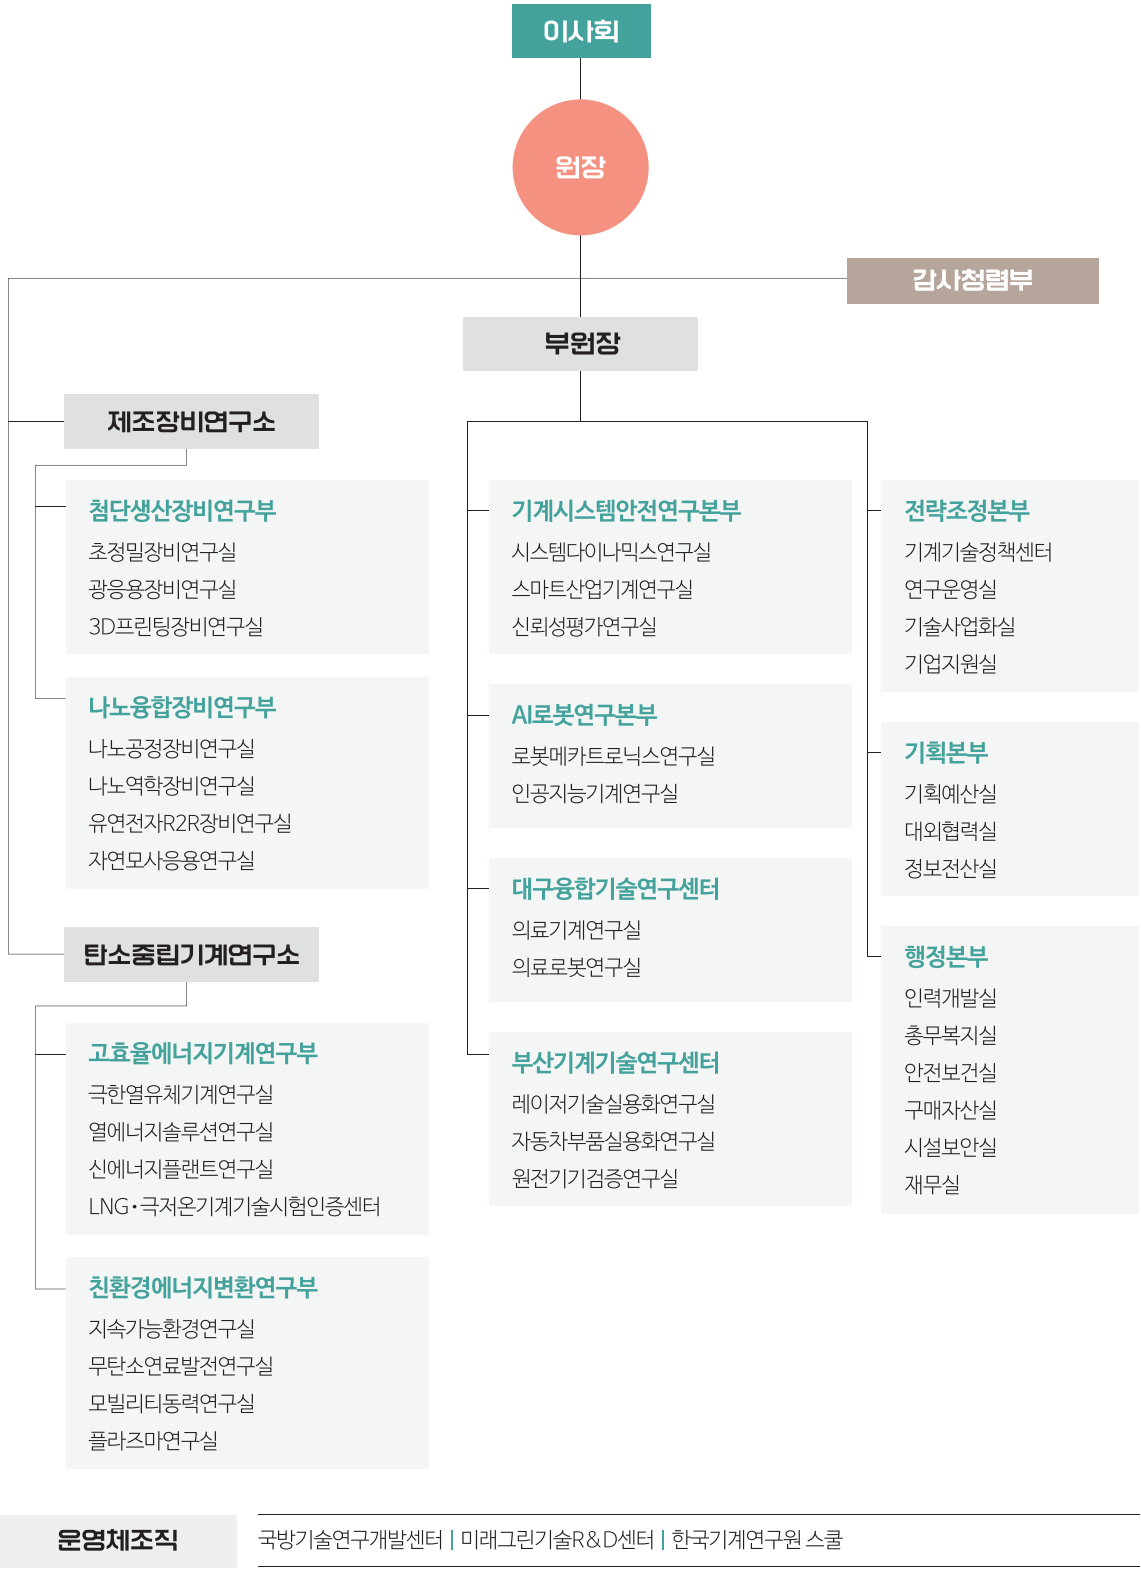 이사회
원장
감사청렴부
부원장
제조장비연구소
첨단생산장비연구부
초정밀장비연구실
광응용장비연구실
3D프린팅장비연구실
나노융합장비연구부
나노공정장비연구실
나노역학장비연구실
유연전자R2R장비연구실
자연모사응용연구실
탄소중립기계연구소
고효율에너지기계연구부
극한열유체기계연구실
열에너지솔루션연구실
신에너지플랜트연구실
LNG•극저온기계기술시험인증센터
친환경에너지변환연구부
지속가능환경연구실
무탄소연료발전연구실
모빌리티동력연구실
플라즈마연구실
기계시스템안전연구본부
시스템다이나믹스연구실
스마트산업기계연구실
신뢰성평가연구실
AI로봇연구본부
로봇메카트로닉스연구실
인공지능기계연구실
대구융합기술연구센터
의료기계연구실
의료로봇연구실
부산기계기술연구센터
레이저기술실용화연구실
자동차부품실용화연구실
원전기기검증연구실
전략조정본부
기계기술정책센터
연구운영실
기술사업화실
기업지원실
기획본부
기획예산실
대외협력실
정보전산실
행정본부
인력개발실
총무복지실
안전보건실
구매자산실
시설보안실
재무실
운영체조직
국방기술연구개발센터 | 미래그린기술R&D센터 | 한국기계연구원 스쿨